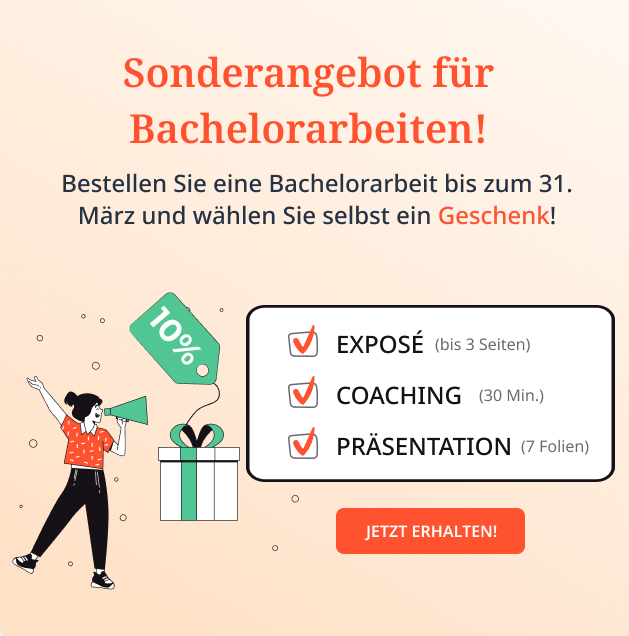 Sonderangebot für
Bachelorarbeiten!
Bestellen Sie eine Bachelorarbeit bis zum 31.
März und wählen Sie selbst ein Geschenk!
10%
EXPOSÉ (bis 3 Seiten)
COACHING (30 Min.)
PRÄSENTATION (7 Folien)
JETZT ERHALTEN!